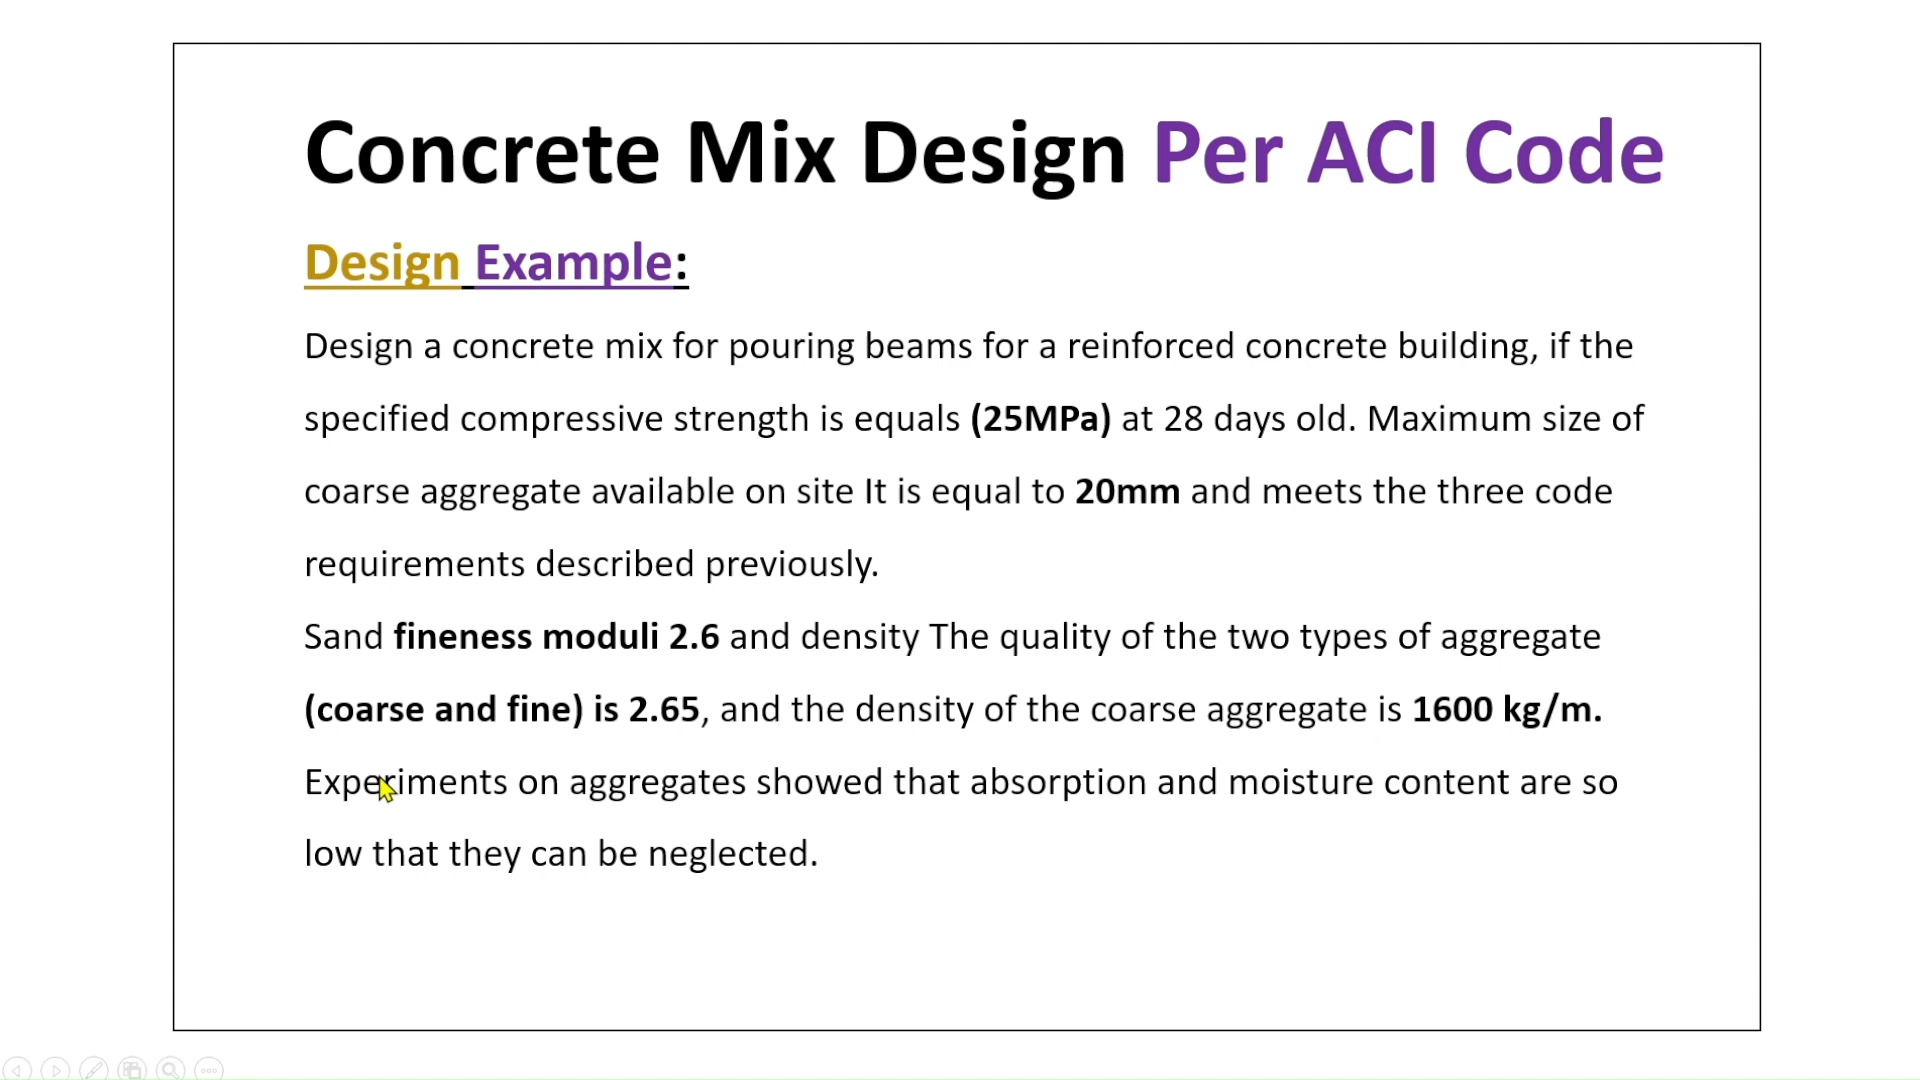 Concrete Mix Design Per ACI Code
Design Example:
Design a concrete mix for pouring beams for a reinforced concrete building, if the
specified compressive strength is equals (25MPa) at 28 days old. Maximum size of
coarse aggregate available on site It is equal to 20mm and meets the three code
requirements described previously.
Sand fineness moduli 2.6 and density The quality of the two types of aggregate
(coarse and fine) is 2.65, and the density of the coarse aggregate is 1600 kg/m.
Experiments on aggregates showed that absorption and moisture content are so
low that they can be neglected.